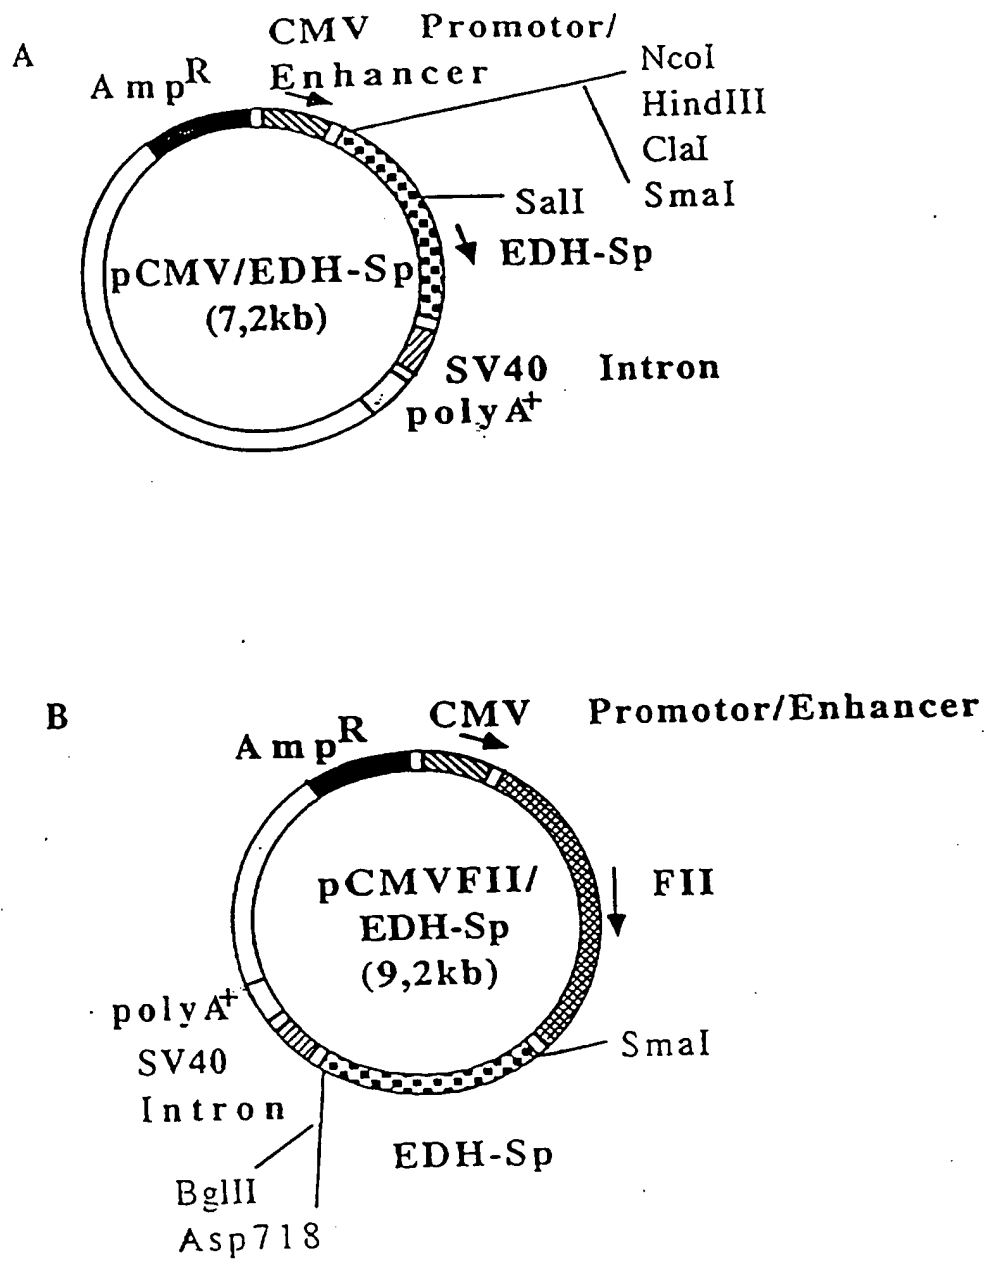 A
CMV Promotor/
Enhancer
AmpR
NcoI
HindIII
ClaI
SmaI
SalI
EDH-Sp
pCMV/EDH-Sp
(7,2kb)
SV40 Intron
polyA+
B
CMV Promotor/Enhancer
AmpR
pCMVFII/
EDH-Sp
(9,2kb)
FII
polyA+
SV40
Intron
SmaI
EDH-Sp
BglII
Asp718